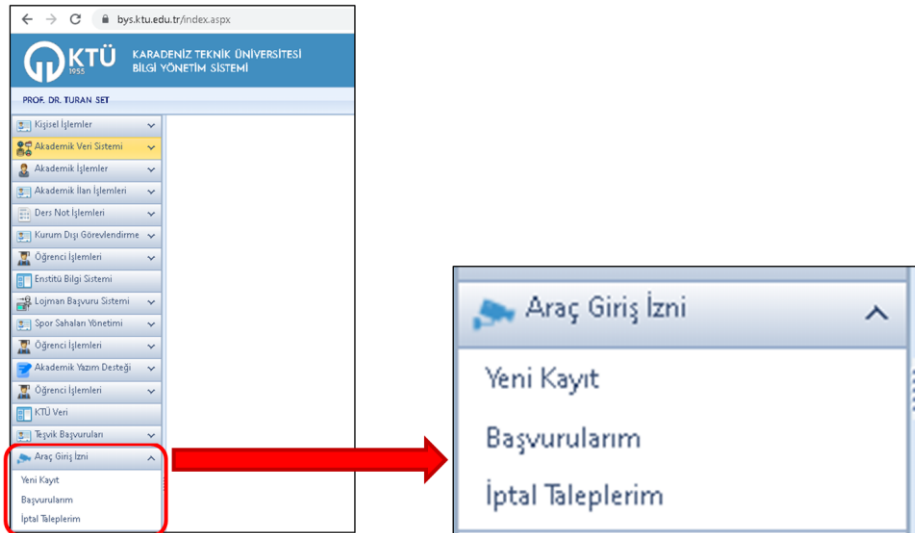 bys.ktu.edu.tr/index.aspx
KTÜ
1955
KARADENİZ TEKNİK ÜNİVERSİTESİ
BİLGİ YÖNETİM SİSTEMİ
PROF. DR. TURAN SET
Kişisel İşlemler
Akademik Veri Sistemi
Akademik İşlemler
Akademik İlan İşlemleri
Ders Not İşlemleri
Kurum Dışı Görevlendirme
Öğrenci İşlemleri
Enstitü Bilgi Sistemi
Lojman Başvuru Sistemi
Spor Sahaları Yönetimi
Öğrenci İşlemleri
Akademik Yazım Desteği
Öğrenci İşlemleri
KTÜ Veri
Teşvik Başvuruları
Araç Giriş İzni
Yeni Kayıt
Başvurularım
İptal Taleplerim
Araç Giriş İzni
Yeni Kayıt
Başvurularım
İptal Taleplerim